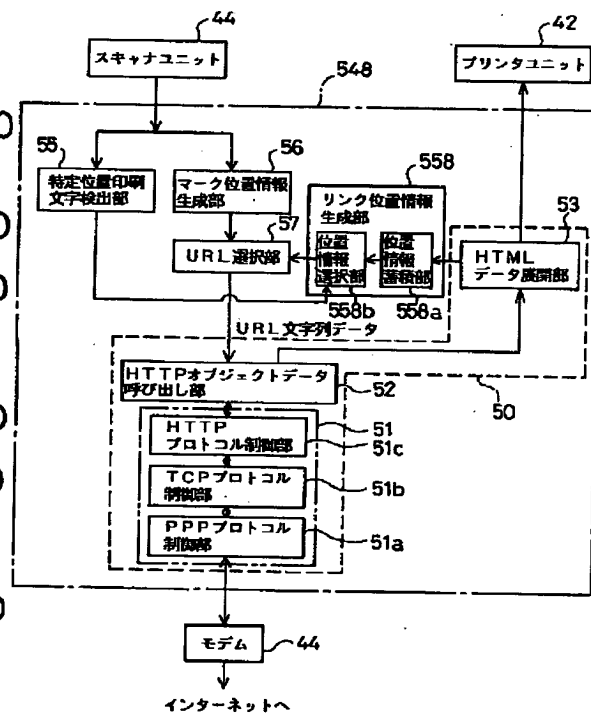 44
スキャナユニット
42
プリンタユニット
548
55
特定位置印刷
文字検出部
56
マーク位置情報
生成部
57
URL選択部
558
リンク位置情報
生成部
位置
情報
選択部
558b
位置
情報
蓄積部
558a
53
HTML
データ展開部
URL文字列データ
HTTPオブジェクトデータ
呼び出し部
52
50
51
HTTP
プロトコル制御部
51c
TCPプロトコル
制御部
51b
PPPプロトコル
制御部
51a
モデム
44
インターネットへ